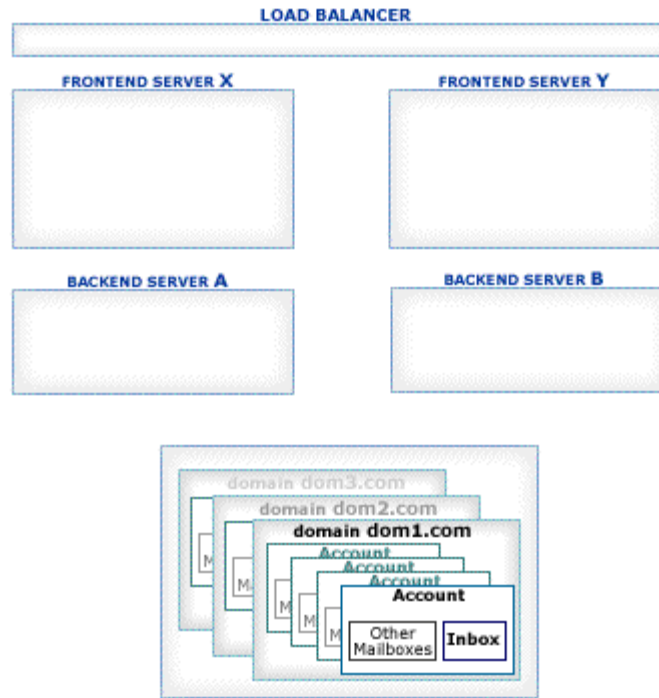 LOAD BALANCER
FRONTEND SERVER X
FRONTEND SERVER Y
BACKEND SERVER A
BACKEND SERVER B
domain dom3.com
domain dom2.com
domain dom1.com
Account
Account
Account
Account
Other
Mailboxes
Inbox